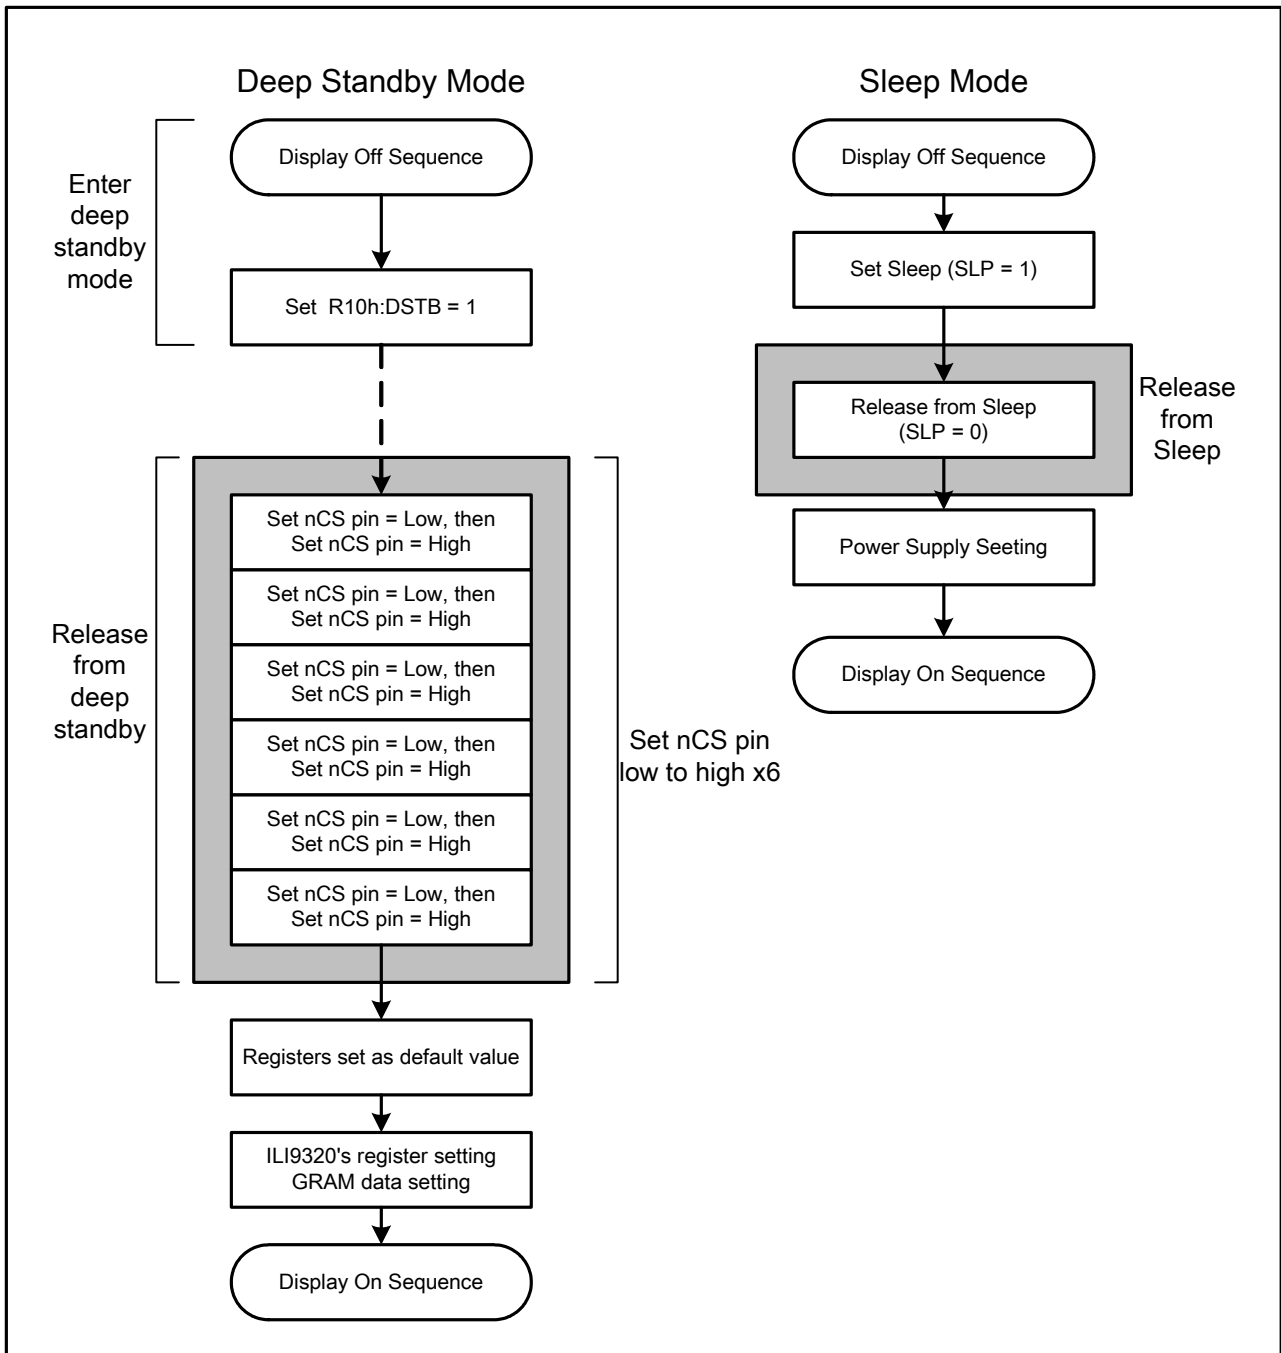 Deep Standby Mode
Enter
deep
standby
mode
Display Off Sequence
Set R10h:DSTB = 1
Release
from
deep
standby
Set nCS pin = Low, then
Set nCS pin = High
Set nCS pin = Low, then
Set nCS pin = High
Set nCS pin = Low, then
Set nCS pin = High
Set nCS pin = Low, then
Set nCS pin = High
Set nCS pin = Low, then
Set nCS pin = High
Set nCS pin = Low, then
Set nCS pin = High
Set nCS pin
low to high x6
Registers set as default value
ILI9320's register setting
GRAM data setting
Display On Sequence
Sleep Mode
Display Off Sequence
Set Sleep (SLP = 1)
Release from Sleep
(SLP = 0)
Release
from
Sleep
Power Supply Seeting
Display On Sequence